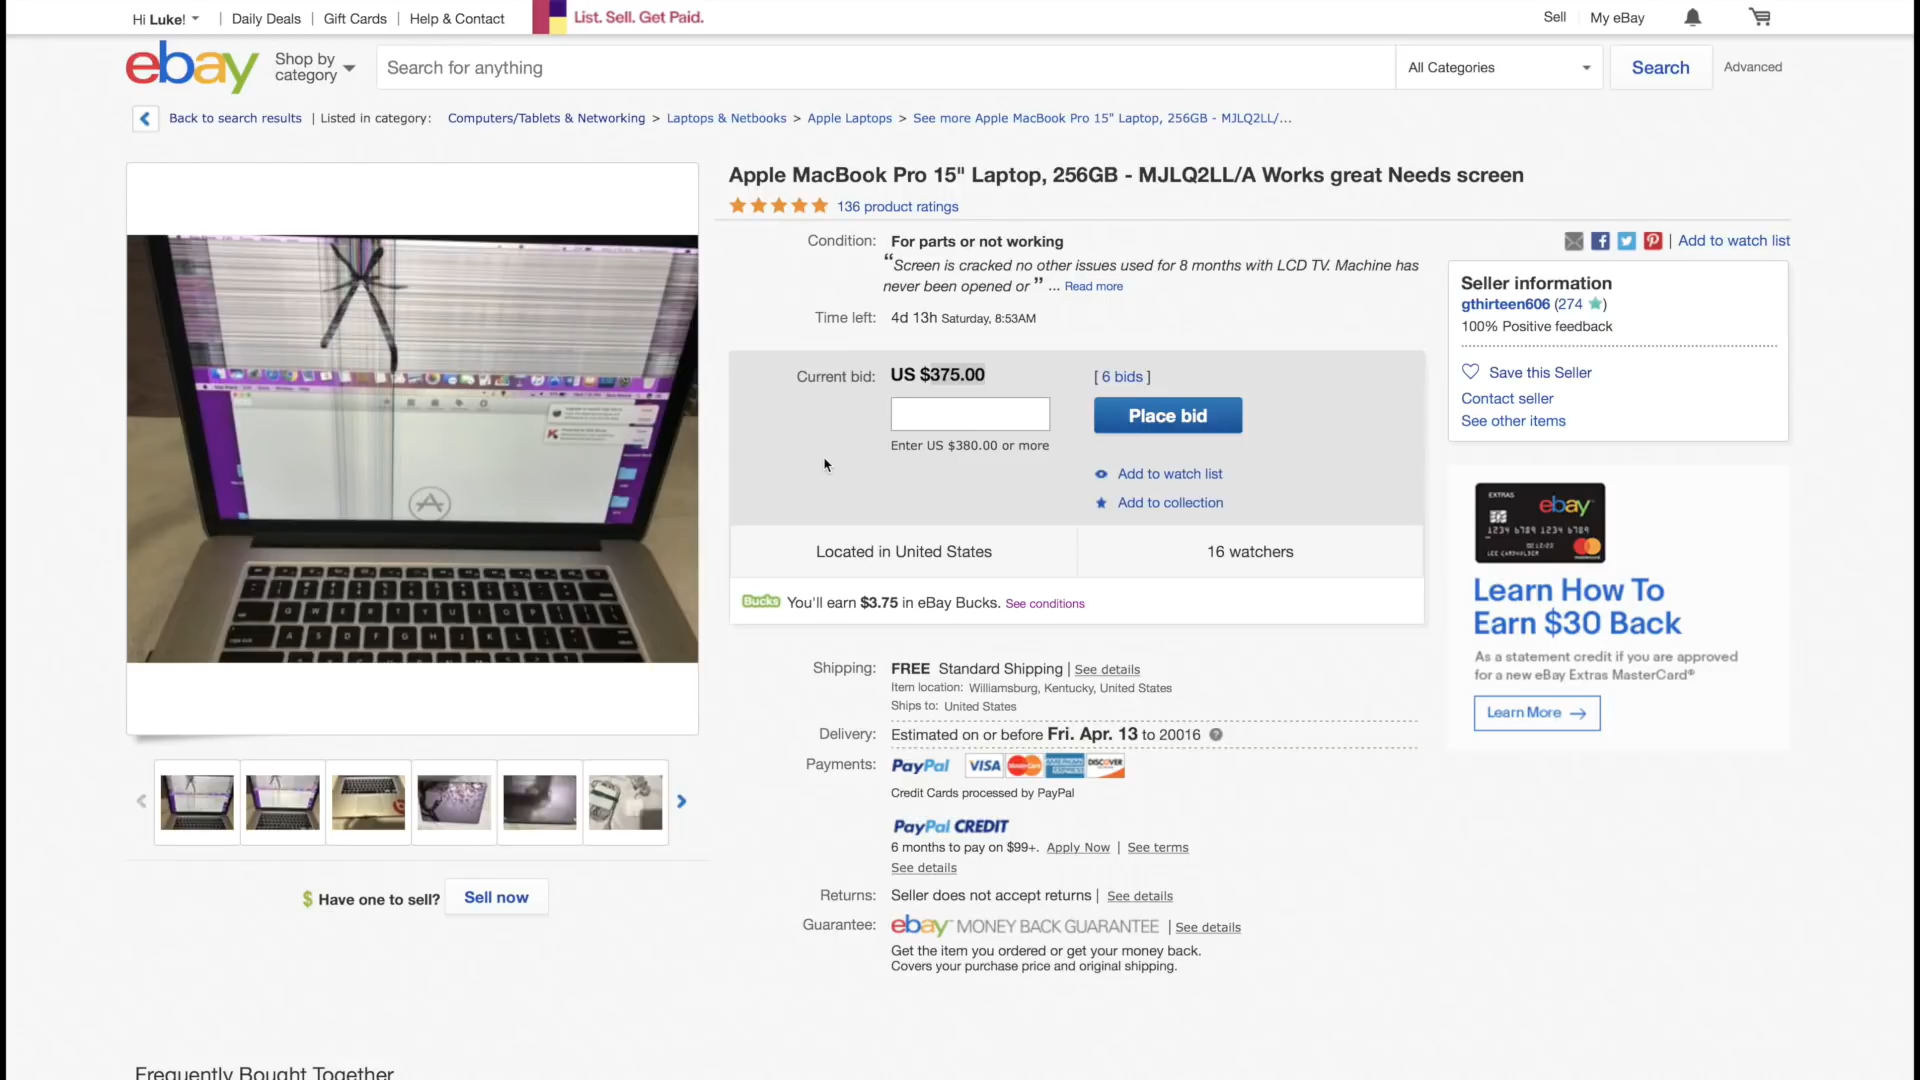 Hi Luke!
Daily Deals
Gift Cards
Help & Contact
List. Sell. Get Paid.
Sell
My eBay
ebay
Shop by category
Search for anything
All Categories
Search
Advanced
Back to search results | Listed in category: Computers/Tablets & Networking > Laptops & Netbooks > Apple Laptops > See more Apple MacBook Pro 15" Laptop, 256GB - MJLQ2LL/...
Apple MacBook Pro 15" Laptop, 256GB - MJLQ2LL/A Works great Needs screen
136 product ratings
Condition: For parts or not working
“Screen is cracked no other issues used for 8 months with LCD TV. Machine has
never been opened or ” ... Read more
Time left: 4d 13h Saturday, 8:53AM
Current bid: US $375.00
[ 6 bids ]
Place bid
Enter US $380.00 or more
Add to watch list
Add to collection
Located in United States
16 watchers
Bucks You'll earn $3.75 in eBay Bucks. See conditions
Shipping: FREE Standard Shipping | See details
Item location: Williamsburg, Kentucky, United States
Ships to: United States
Delivery: Estimated on or before Fri. Apr. 13 to 20016
Payments: PayPal VISA MasterCard AMERICAN EXPRESS DISCOVER
Credit Cards processed by PayPal
PayPal CREDIT
6 months to pay on $99+. Apply Now | See terms
See details
Returns: Seller does not accept returns | See details
Guarantee: ebay MONEY BACK GUARANTEE | See details
Get the item you ordered or get your money back.
Covers your purchase price and original shipping.
| Add to watch list
Seller information
gthirteen606 (274 )
100% Positive feedback
Save this Seller
Contact seller
See other items
EXTRAS ebay
1234 6789 1234 6789
LEE CARDHOLDER
Learn How To
Earn $30 Back
As a statement credit if you are approved
for a new eBay Extras MasterCard®
Learn More →
$ Have one to sell? Sell now
Frequently Bought Together